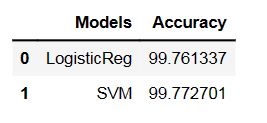 Models Accuracy
0 LogisticReg 99.761337
1 SVM 99.772701